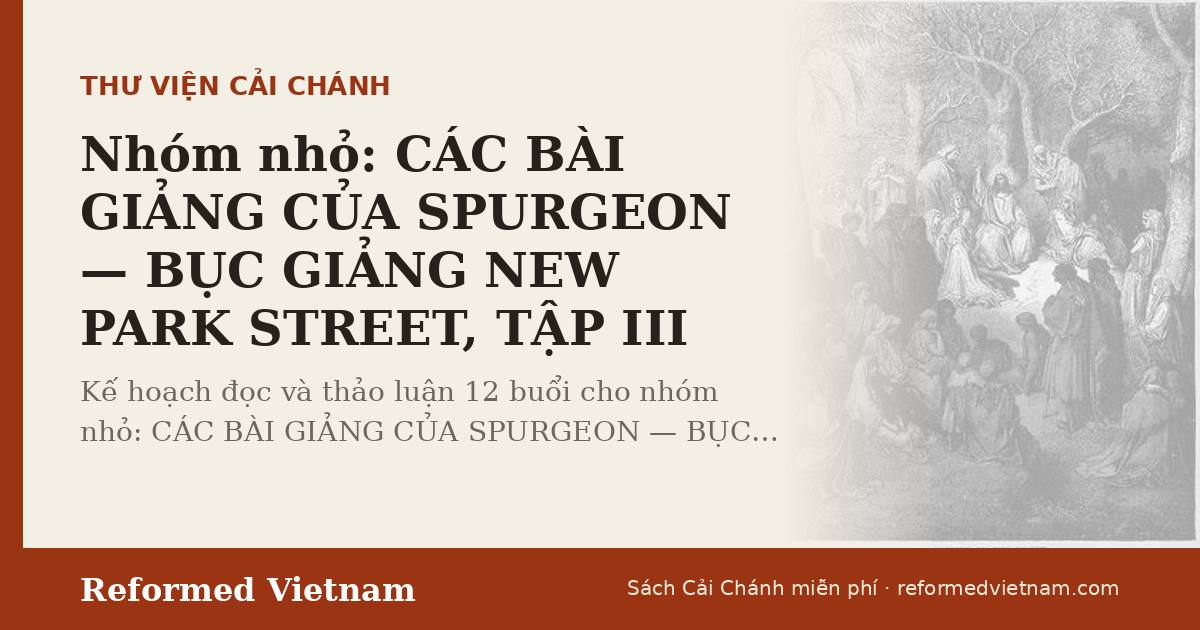 THƯ VIỆN CẢI CHÁNH
Nhóm nhỏ: CÁC BÀI
GIẢNG CỦA SPURGEON
— BỤC GIẢNG NEW
PARK STREET, TẬP III
Kế hoạch đọc và thảo luận 12 buổi cho nhóm
nhỏ: CÁC BÀI GIẢNG CỦA SPURGEON — BỤC…
Reformed Vietnam
Sách Cải Chánh miễn phí · reformedvietnam.com